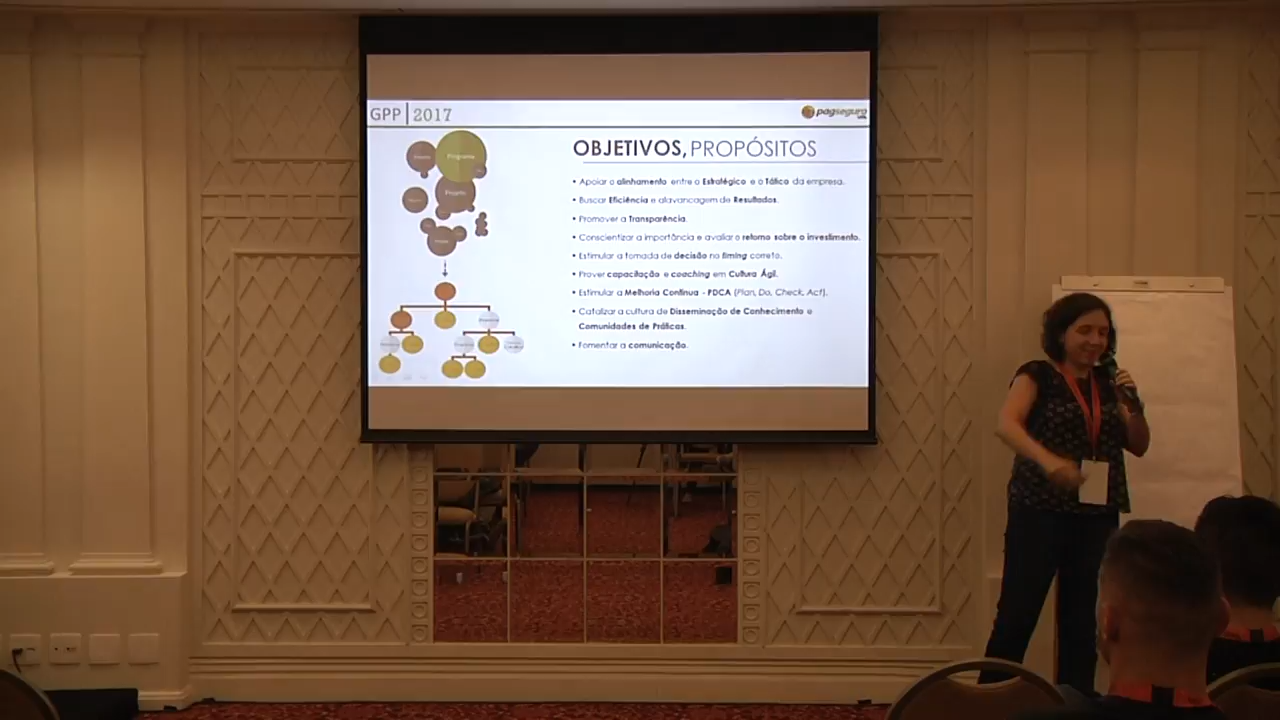 GPP | 2017
pagseguro
OBJETIVOS, PROPÓSITOS
• Apoiar o alinhamento entre o Estratégico e o Tático da empresa.
• Buscar Eficiência e alavancagem de Resultados.
• Promover a Transparência.
• Conscientizar a importância e avaliar o retorno sobre o investimento.
• Estimular a tomada de decisão no timing correto.
• Prover capacitação e coaching em Cultura Ágil.
• Estimular a Melhoria Contínua - PDCA (Plan, Do, Check, Act).
• Catalizar a cultura de Disseminação de Conhecimento e
Comunidades de Práticas.
• Fomentar a comunicação.
Programa
Projeto